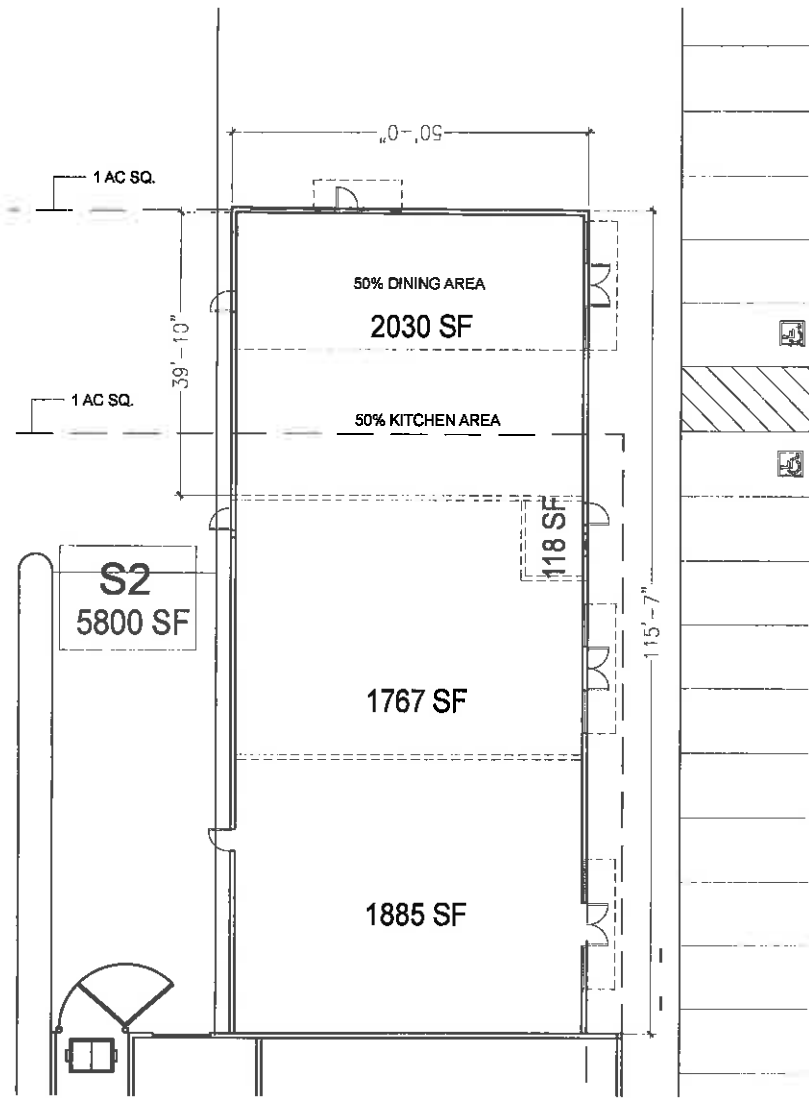 50'-0"
1 AC SQ.
50% DINING AREA
2030 SF
39'-10"
1 AC SQ.
50% KITCHEN AREA
118 SF
S2
5800 SF
115'-7"
1767 SF
1885 SF